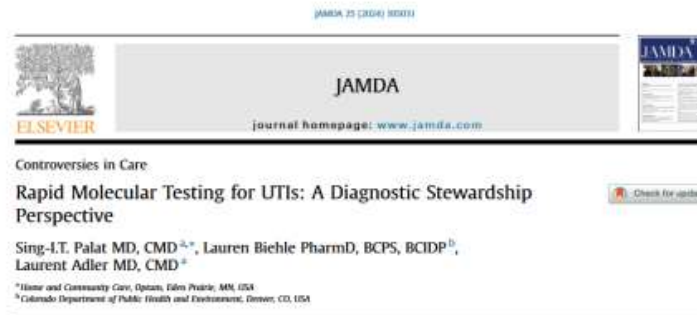 JAMDA 25 (2024) 105031
JAMDA
journal homepage: www.jamda.com
JAMDA
ELSEVIER
Controversies in Care
Rapid Molecular Testing for UTIs: A Diagnostic Stewardship
Perspective
Check for
Sing-I.T. Palat MD, CMD a,*, Lauren Biehle PharmD, BCPS, BCIDP b,
Laurent Adler MD, CMD a
a Home and Community Care, Optum, Eden Prairie, MN, USA
b Colorado Department of Public Health and Environment, Denver, CO, USA